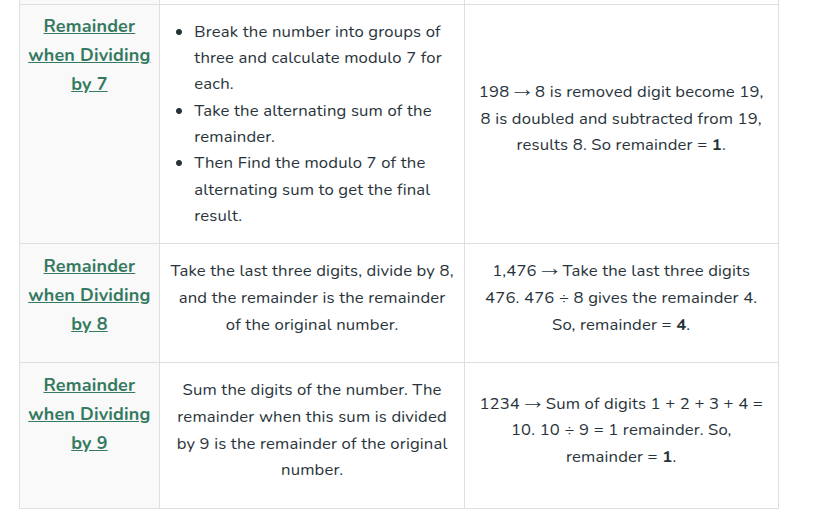 Remainder
when Dividing
by 7
• Break the number into groups of
three and calculate modulo 7 for
each.
• Take the alternating sum of the
remainder.
• Then Find the modulo 7 of the
alternating sum to get the final
result.
198 → 8 is removed digit become 19,
8 is doubled and subtracted from 19,
results 8. So remainder = 1.
Remainder
when Dividing
by 8
Take the last three digits, divide by 8,
and the remainder is the remainder
of the original number.
1,476 → Take the last three digits
476. 476 ÷ 8 gives the remainder 4.
So, remainder = 4.
Remainder
when Dividing
by 9
Sum the digits of the number. The
remainder when this sum is divided
by 9 is the remainder of the original
number.
1234 → Sum of digits 1 + 2 + 3 + 4 =
10. 10 ÷ 9 = 1 remainder. So,
remainder = 1.